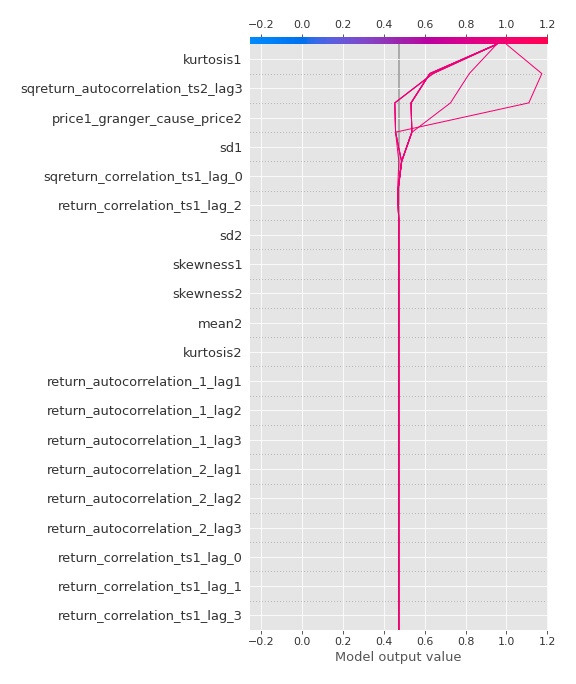 −0.2 0.0 0.2 0.4 0.6 0.8 1.0 1.2
kurtosis1
sqreturn_autocorrelation_ts2_lag3
price1_granger_cause_price2
sd1
sqreturn_correlation_ts1_lag_0
return_correlation_ts1_lag_2
sd2
skewness1
skewness2
mean2
kurtosis2
return_autocorrelation_1_lag1
return_autocorrelation_1_lag2
return_autocorrelation_1_lag3
return_autocorrelation_2_lag1
return_autocorrelation_2_lag2
return_autocorrelation_2_lag3
return_correlation_ts1_lag_0
return_correlation_ts1_lag_1
return_correlation_ts1_lag_3
−0.2 0.0 0.2 0.4 0.6 0.8 1.0 1.2
Model output value